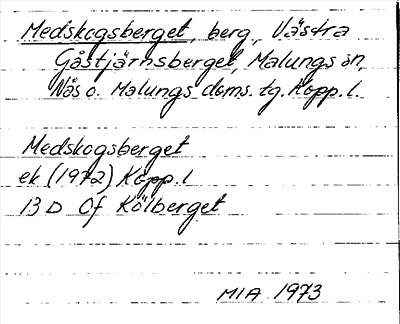 Medskogsberget, berg, Västra
Gåstjärnsberget, Malungs sn,
Nås o. Malungs doms. tg. Kopp. l.
Medskogsberget
ek (1972) Kopp. l
13 D Cf Kölberget
MIA 1973